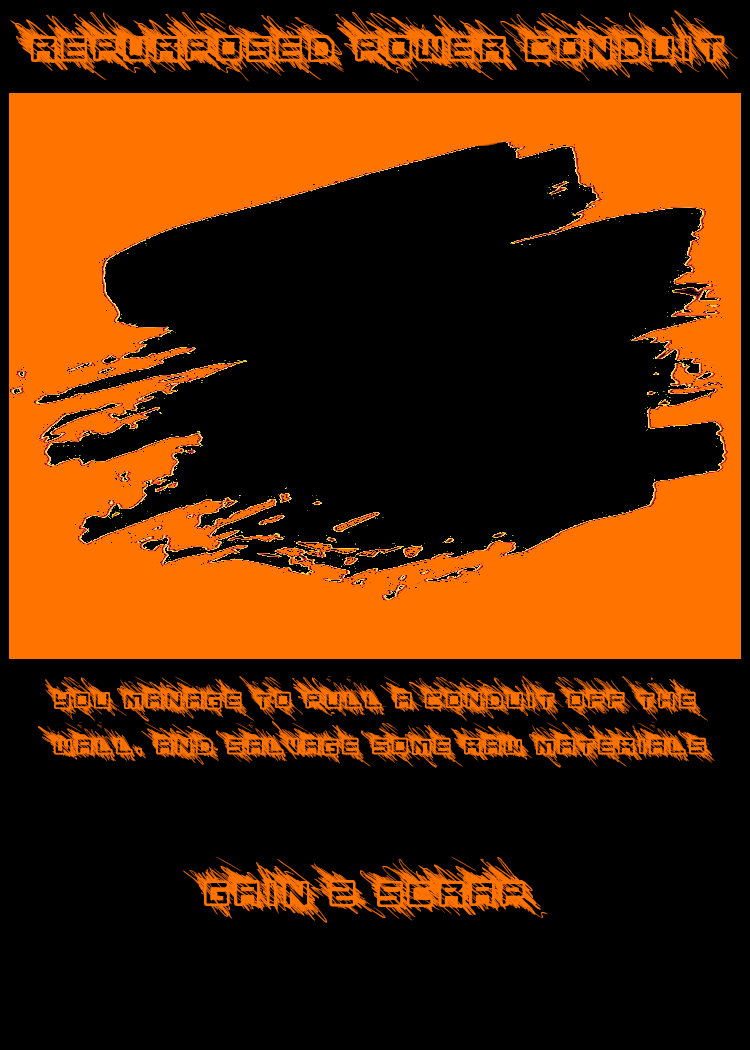 REPURPOSED POWER CONDUIT
YOU MANAGE TO PULL A CONDUIT OFF THE
WALL, AND SALVAGE SOME RAW MATERIALS
GAIN 2 SCRAP